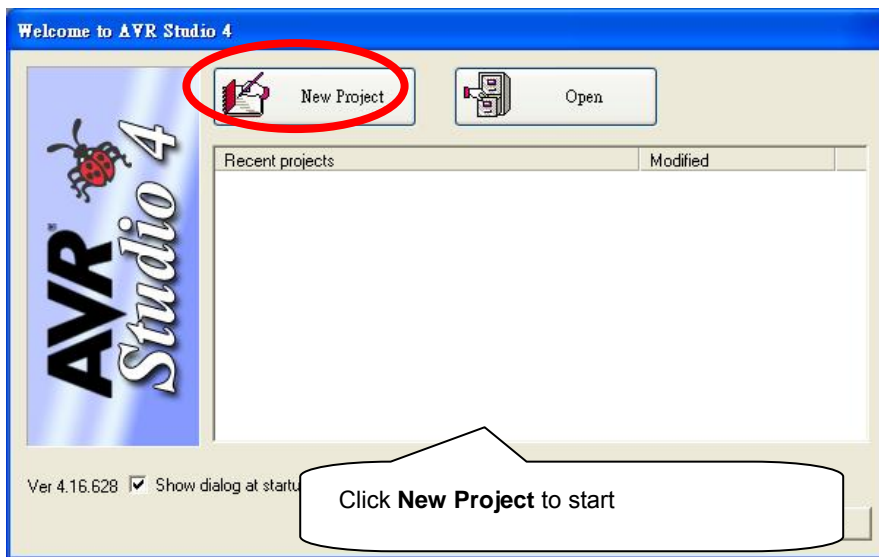 Welcome to AVR Studio 4
New Project
Open
Recent projects
Modified
AVR®
Studio 4
Ver 4.16.628 Show dialog at
Click New Project to start